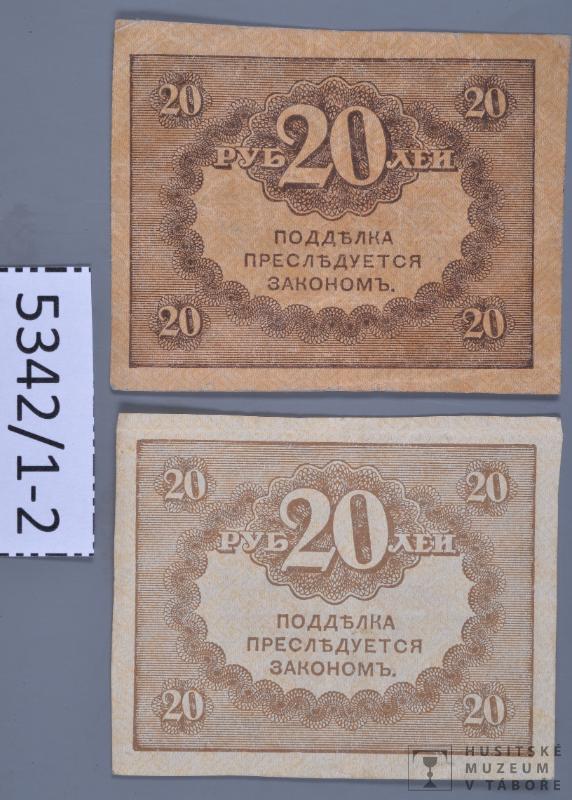 20 20
20
РУБ ЛЕЙ
ПОДДѢЛКА
ПРЕСЛѢДУЕТСЯ
ЗАКОНОМЪ.
20 20
5342/1-2
20 20
20
РУБ ЛЕЙ
ПОДДѢЛКА
ПРЕСЛѢДУЕТСЯ
ЗАКОНОМЪ.
20 20
HUSITSKÉ
MUZEUM
V TÁBOŘE